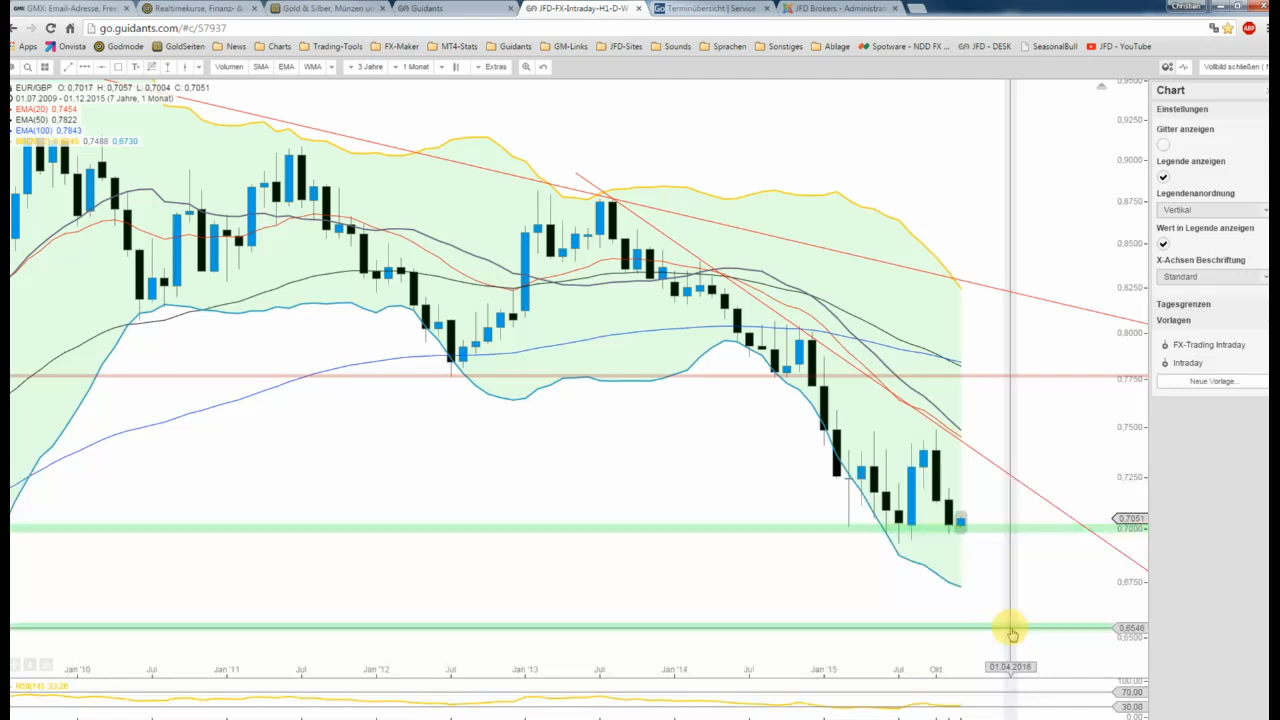 Christian
GMX: Email-Adresse, Free
Realtimekurse, Finanz- &
Gold & Silber, Münzen un
Guidants
JFD-FX-Intraday-H1-D-W
Terminübersicht | Service
JFD Brokers - Administrat
go.guidants.com/#c/57937
Apps
Onvista
Godmode
GoldSeiten
News
Charts
Trading-Tools
FX-Maker
MT4-Stats
Guidants
GM-Links
JFD-Sites
Sounds
Sprachen
Sonstiges
Ablage
Spotware - NDD FX ...
JFD - DESK
SeasonalBull
JFD - YouTube
Volumen
SMA
EMA
WMA
3 Jahre
1 Monat
Extras
Vollbild schließen ( f
EUR/GBP O: 0,7017 H: 0,7057 L: 0,7004 C: 0,7051
01.07.2009 - 01.12.2015 (7 Jahre, 1 Monat)
EMA(20) 0,7454
EMA(50) 0,7822
EMA(100) 0,7843
0,7488 0,6730
0,9500
0,9250
0,9000
0,8750
0,8500
0,8250
0,8000
0,7750
0,7500
0,7250
0,7051
0,7000
0,6750
0,6546
0,6500
Jan '10
Jul
Jan '11
Jul
Jan '12
Jul
Jan '13
Jul
Jan '14
Jul
Jan '15
Jul
Okt
01.04.2016
RSI(14) 33,26
100.00
70.00
30.00
0.00
Chart
Einstellungen
Gitter anzeigen
Legende anzeigen
Legendenanordnung
Vertikal
Wert in Legende anzeigen
X-Achsen Beschriftung
Standard
Tagesgrenzen
Vorlagen
FX-Trading Intraday
Intraday
Neue Vorlage...